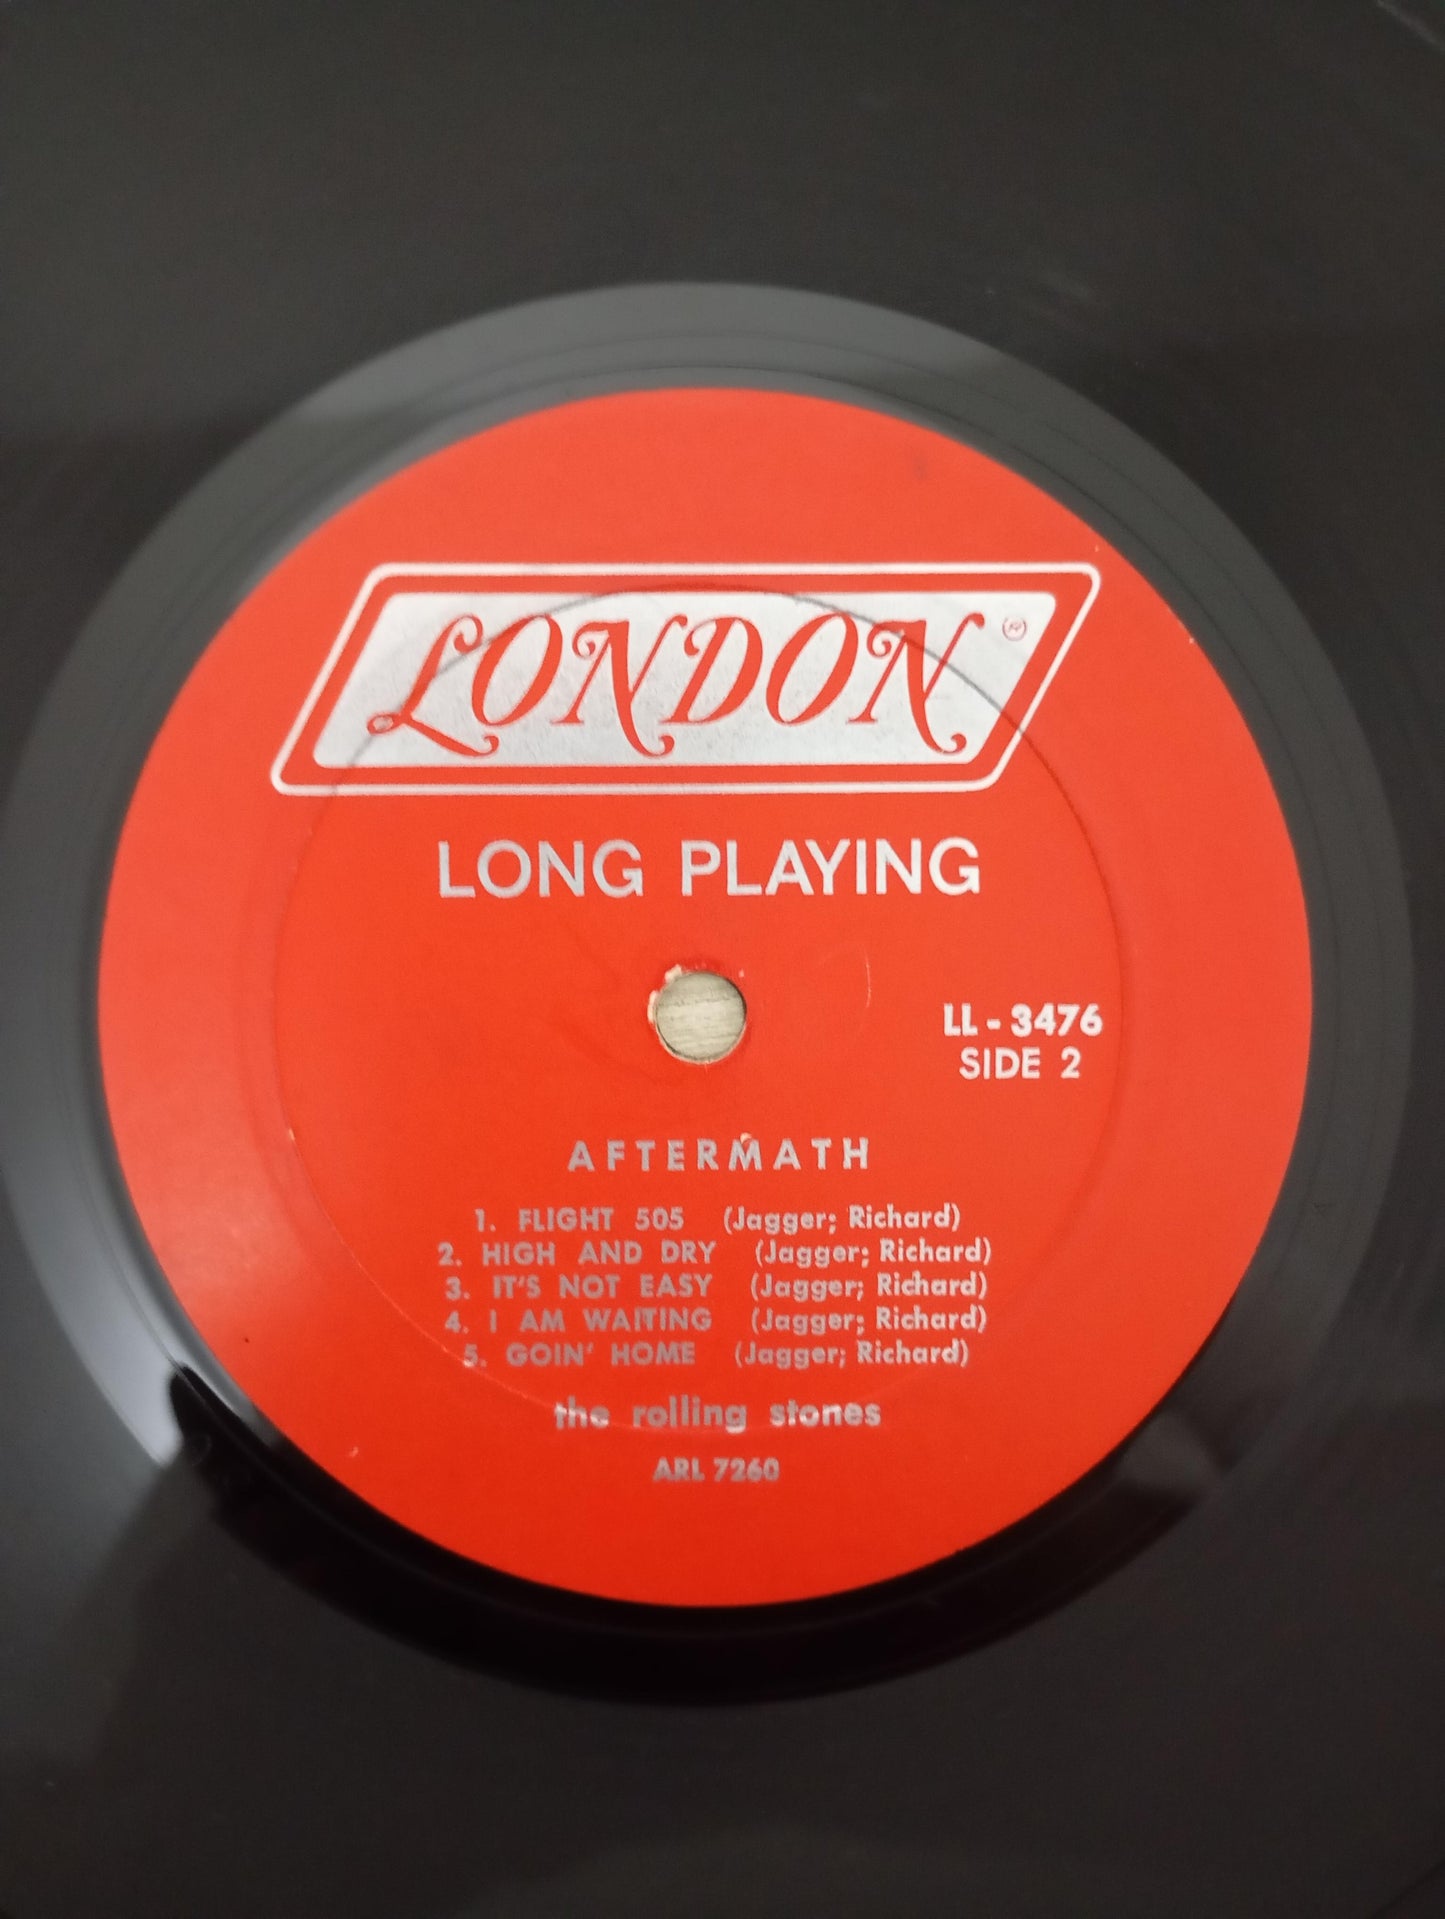 LONDON ®
LONG PLAYING
LL - 3476
SIDE 2
AFTERMATH
1. FLIGHT 505 (Jagger; Richard)
2. HIGH AND DRY (Jagger; Richard)
3. IT'S NOT EASY (Jagger; Richard)
4. I AM WAITING (Jagger; Richard)
5. GOIN' HOME (Jagger; Richard)
the rolling stones
ARL 7260